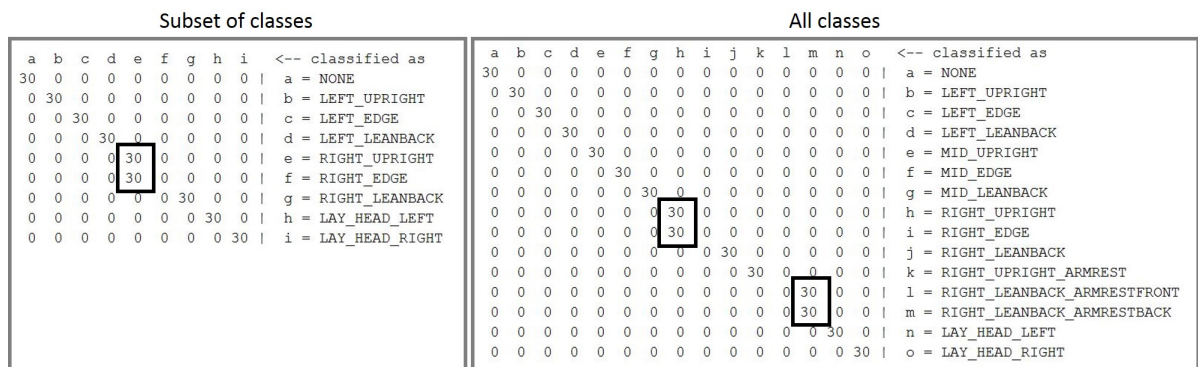 Subset of classes
a b c d e f g h i <-- classified as
30 0 0 0 0 0 0 0 0 | a = NONE
0 30 0 0 0 0 0 0 0 | b = LEFT_UPRIGHT
0 0 30 0 0 0 0 0 0 | c = LEFT_EDGE
0 0 0 30 0 0 0 0 0 | d = LEFT_LEANBACK
0 0 0 0 30 0 0 0 0 | e = RIGHT_UPRIGHT
0 0 0 0 30 0 0 0 0 | f = RIGHT_EDGE
0 0 0 0 0 0 30 0 0 | g = RIGHT_LEANBACK
0 0 0 0 0 0 0 30 0 | h = LAY_HEAD_LEFT
0 0 0 0 0 0 0 0 30 | i = LAY_HEAD_RIGHT
All classes
a b c d e f g h i j k l m n o <-- classified as
30 0 0 0 0 0 0 0 0 0 0 0 0 0 0 | a = NONE
0 30 0 0 0 0 0 0 0 0 0 0 0 0 0 | b = LEFT_UPRIGHT
0 0 30 0 0 0 0 0 0 0 0 0 0 0 0 | c = LEFT_EDGE
0 0 0 30 0 0 0 0 0 0 0 0 0 0 0 | d = LEFT_LEANBACK
0 0 0 0 30 0 0 0 0 0 0 0 0 0 0 | e = MID_UPRIGHT
0 0 0 0 0 30 0 0 0 0 0 0 0 0 0 | f = MID_EDGE
0 0 0 0 0 0 30 0 0 0 0 0 0 0 0 | g = MID_LEANBACK
0 0 0 0 0 0 0 30 0 0 0 0 0 0 0 | h = RIGHT_UPRIGHT
0 0 0 0 0 0 0 30 0 0 0 0 0 0 0 | i = RIGHT_EDGE
0 0 0 0 0 0 0 0 0 30 0 0 0 0 0 | j = RIGHT_LEANBACK
0 0 0 0 0 0 0 0 0 0 30 0 0 0 0 | k = RIGHT_UPRIGHT_ARMREST
0 0 0 0 0 0 0 0 0 0 0 0 30 0 0 | l = RIGHT_LEANBACK_ARMRESTFRONT
0 0 0 0 0 0 0 0 0 0 0 0 30 0 0 | m = RIGHT_LEANBACK_ARMRESTBACK
0 0 0 0 0 0 0 0 0 0 0 0 0 30 0 | n = LAY_HEAD_LEFT
0 0 0 0 0 0 0 0 0 0 0 0 0 0 30 | o = LAY_HEAD_RIGHT